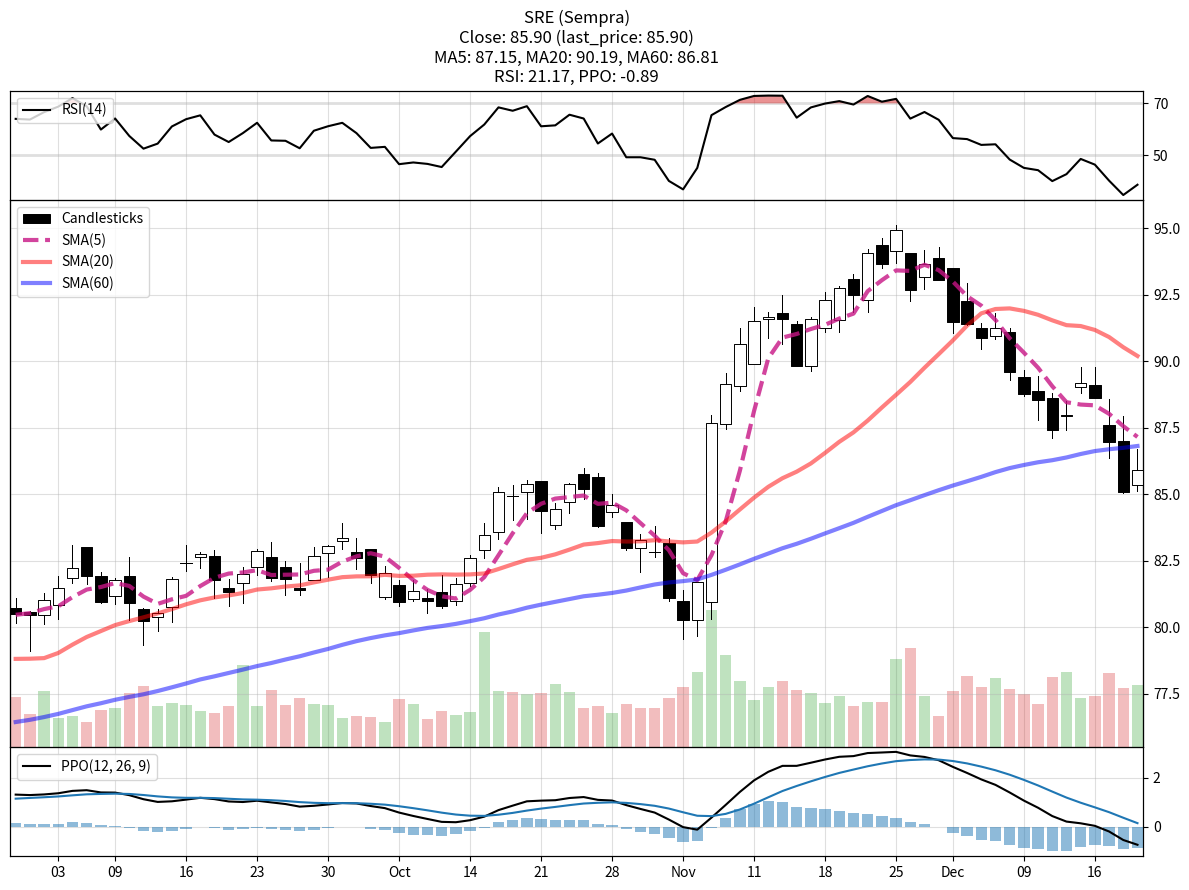 SRE (Sempra)
Close: 85.90 (last_price: 85.90)
MA5: 87.15, MA20: 90.19, MA60: 86.81
RSI: 21.17, PPO: -0.89
RSI(14)
70
50
Candlesticks
SMA(5)
SMA(20)
SMA(60)
95.0
92.5
90.0
87.5
85.0
82.5
80.0
77.5
PPO(12, 26, 9)
2
0
03 09 16 23 30 Oct 14 21 28 Nov 11 18 25 Dec 09 16